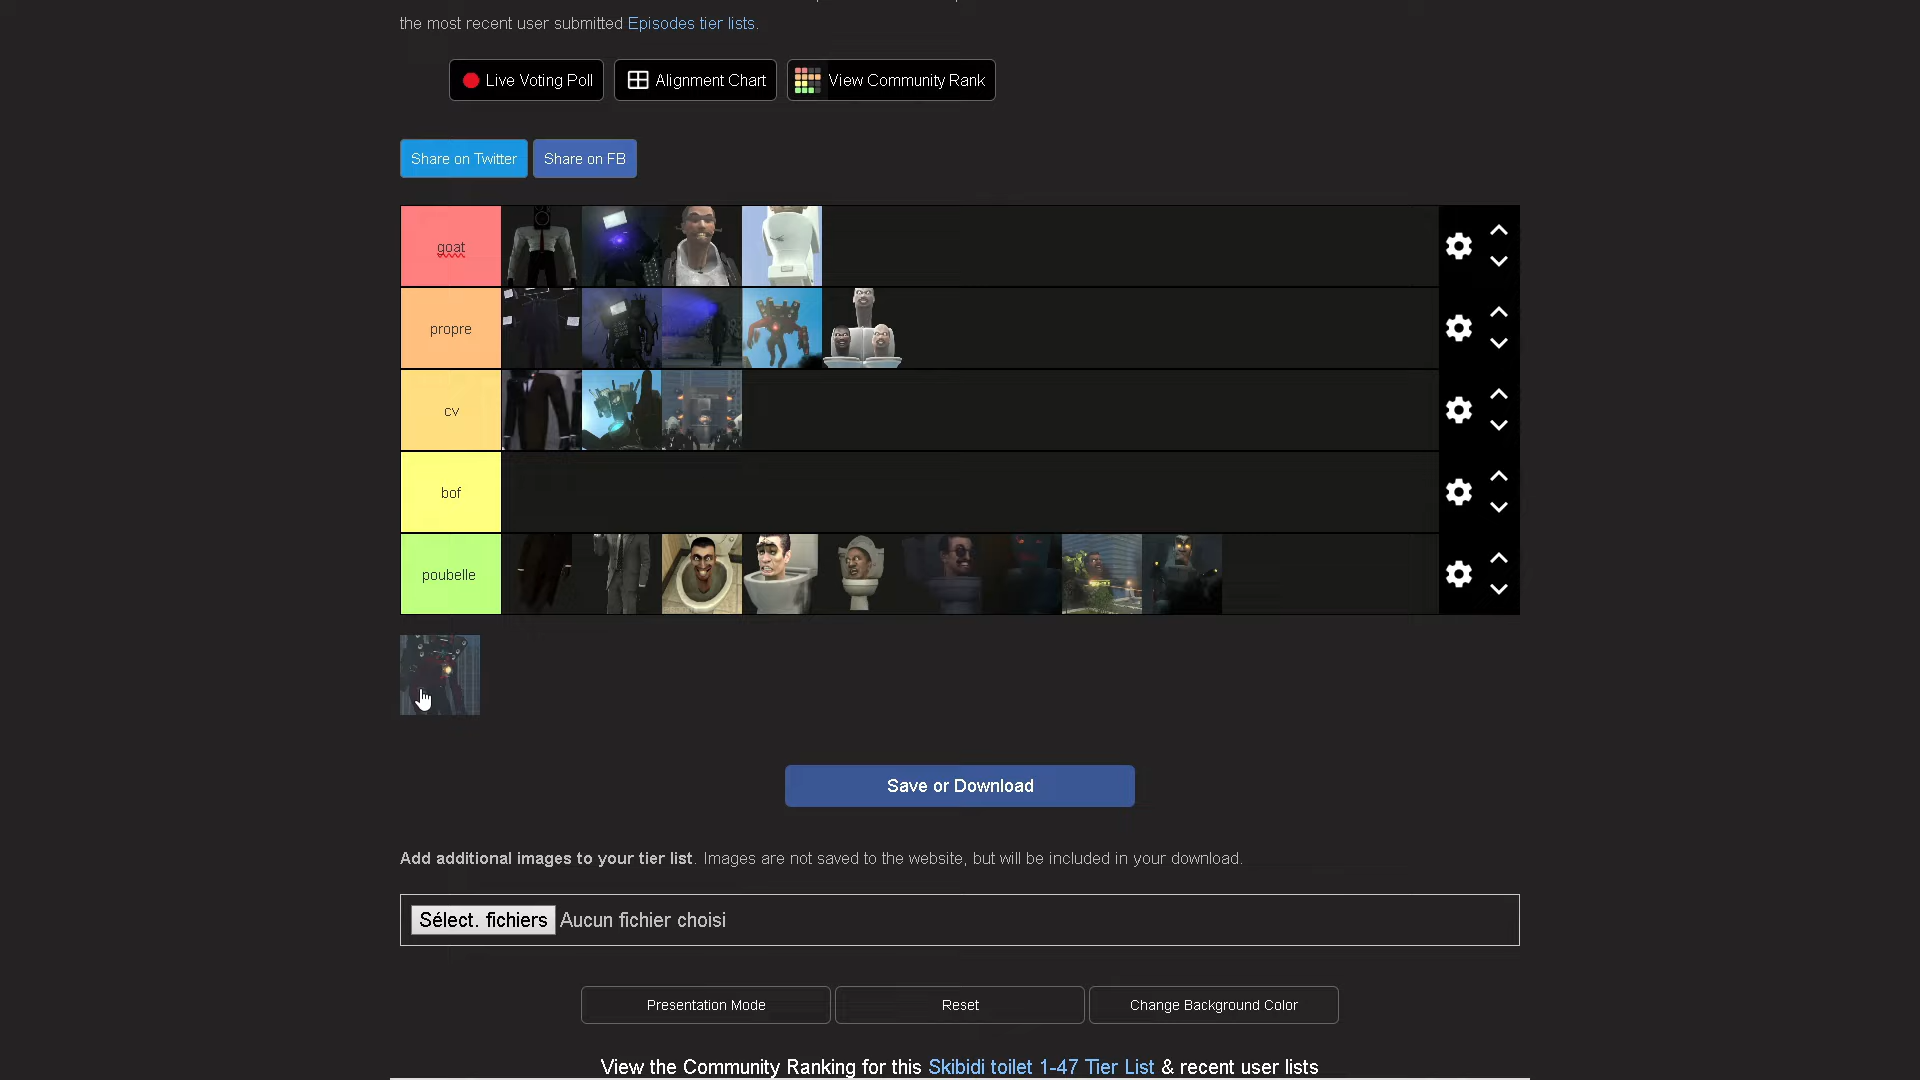 the most recent user submitted Episodes tier lists.
Live Voting Poll
Alignment Chart
View Community Rank
Share on Twitter
Share on FB
goat
propre
cv
bof
poubelle
Save or Download
Add additional images to your tier list. Images are not saved to the website, but will be included in your download.
Sélect. fichiers Aucun fichier choisi
Presentation Mode
Reset
Change Background Color
View the Community Ranking for this Skibidi toilet 1-47 Tier List & recent user lists